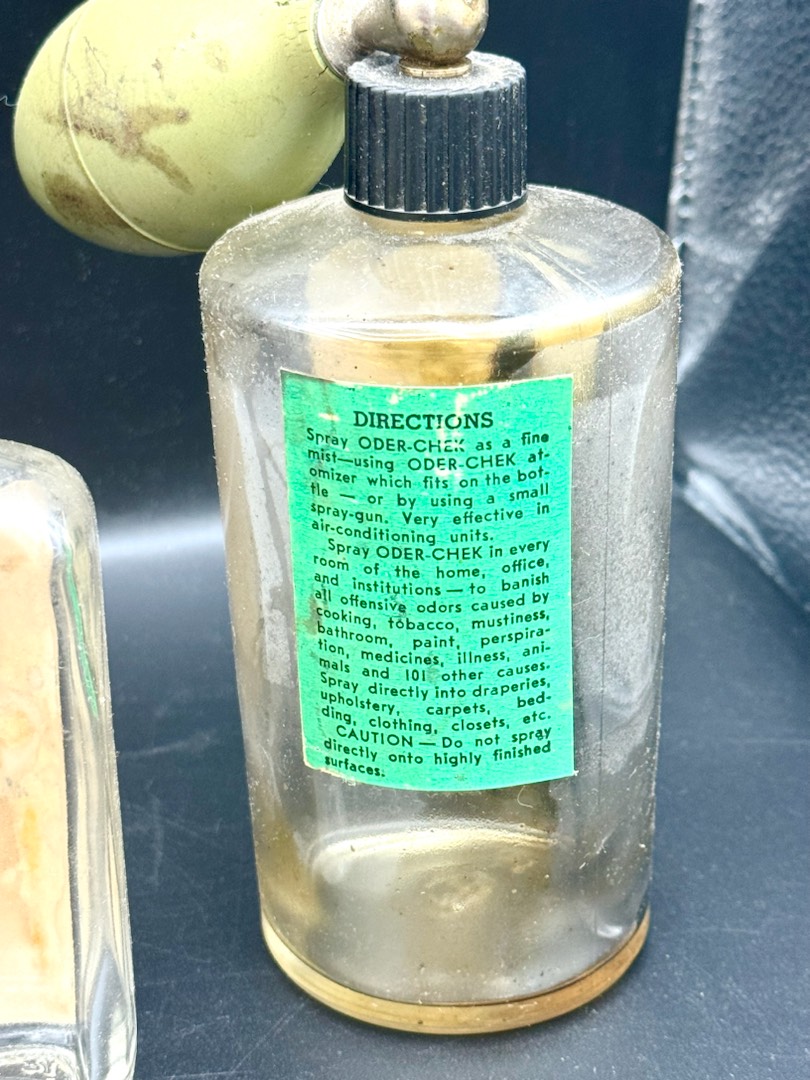 DIRECTIONS
Spray ODER-CHEK as a fine
mist—using ODER-CHEK at-
omizer which fits on the bot-
tle — or by using a small
spray-gun. Very effective in
air-conditioning units.
Spray ODER-CHEK in every
room of the home, office,
and institutions — to banish
all offensive odors caused by
cooking, tobacco, mustiness,
bathroom, paint, perspira-
tion, medicines, illness, ani-
mals and 101 other causes.
Spray directly into draperies,
upholstery, carpets, bed-
ding, clothing, closets, etc.
CAUTION — Do not spray
directly onto highly finished
surfaces.